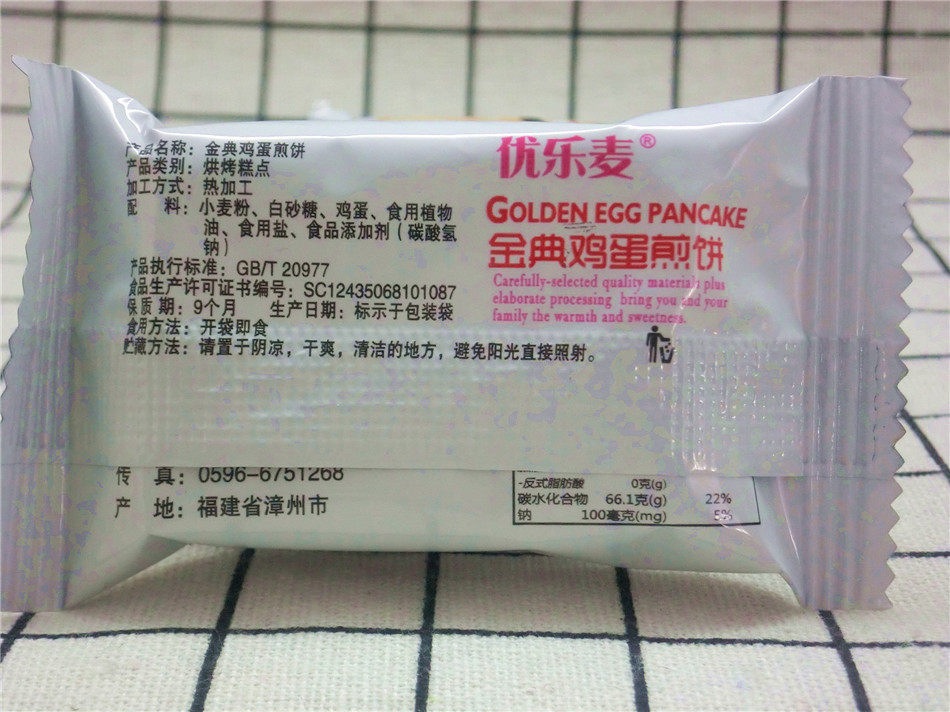 产品名称：金典鸡蛋煎饼
产品类别：烘烤糕点
加工方式：热加工
配 料：小麦粉、白砂糖、鸡蛋、食用植物
油、食用盐、食品添加剂（碳酸氢
钠）
产品执行标准：GB/T 20977
食品生产许可证书编号：SC12435068101087
保质期：9个月 生产日期：标示于包装袋
食用方法：开袋即食
贮藏方法：请置于阴凉，干爽，清洁的地方，避免阳光直接照射。
优乐麦®
GOLDEN EGG PANCAKE
金典鸡蛋煎饼
Carefully-selected quality materials plus
elaborate processing bring you and your
family the warmth and sweetness.
传 真：0596-6751268
产 地：福建省漳州市
-反式脂肪酸 0克(g)
碳水化合物 66.1克(g) 22%
钠 100毫克(mg) 5%